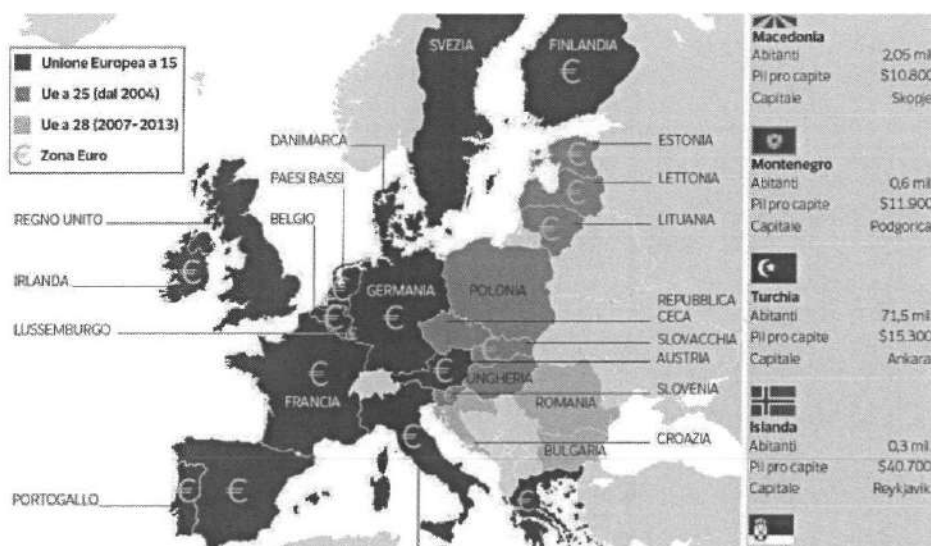 Unione Europea a 15
Ue a 25 (dal 2004)
Ue a 28 (2007-2013)
€ Zona Euro
SVEZIA
FINLANDIA
€
DANIMARCA
ESTONIA
€
PAESI BASSI
LETTONIA
€
REGNO UNITO
BELGIO
LITUANIA
€
IRLANDA
€
€
GERMANIA
€
POLONIA
REPUBBLICA
CECA
LUSSEMBURGO
€
SLOVACCHIA
€
AUSTRIA
€
FRANCIA
€
UNGHERIA
SLOVENIA
€
ROMANIA
CROAZIA
€
BULGARIA
PORTOGALLO
€
€
€
Macedonia
Abitanti 2,05 mil
Pil pro capite $10.800
Capitale Skopje
Montenegro
Abitanti 0,6 mil
Pil pro capite $11.900
Capitale Podgorica
Turchia
Abitanti 71,5 mil
Pil pro capite $15.300
Capitale Ankara
Islanda
Abitanti 0,3 mil.
Pil pro capite $40.700
Capitale Reykjavik